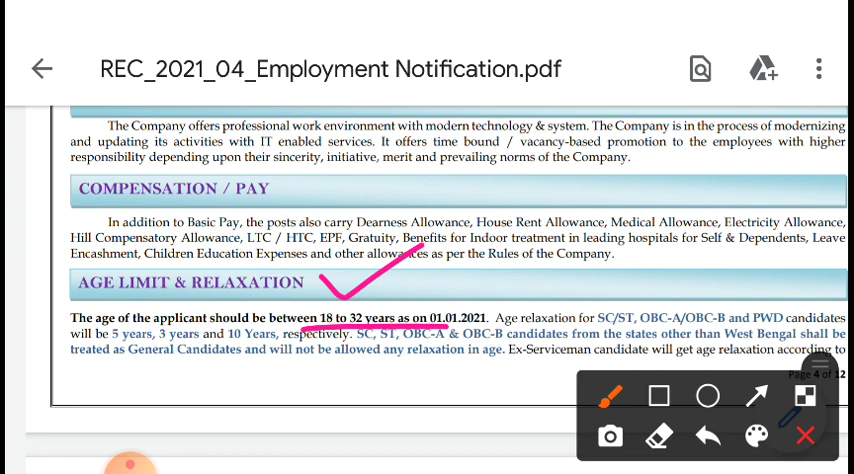 REC_2021_04_Employment Notification.pdf
The Company offers professional work environment with modern technology & system. The Company is in the process of modernizing
and updating its activities with IT enabled services. It offers time bound / vacancy-based promotion to the employees with higher
responsibility depending upon their sincerity, initiative, merit and prevailing norms of the Company.
COMPENSATION / PAY
In addition to Basic Pay, the posts also carry Dearness Allowance, House Rent Allowance, Medical Allowance, Electricity Allowance,
Hill Compensatory Allowance, LTC / HTC, EPF, Gratuity, Benefits for Indoor treatment in leading hospitals for Self & Dependents, Leave
Encashment, Children Education Expenses and other allowances as per the Rules of the Company.
AGE LIMIT & RELAXATION
The age of the applicant should be between 18 to 32 years as on 01.01.2021. Age relaxation for SC/ST, OBC-A/OBC-B and PWD candidates
will be 5 years, 3 years and 10 Years, respectively. SC, ST, OBC-A & OBC-B candidates from the states other than West Bengal shall be
treated as General Candidates and will not be allowed any relaxation in age. Ex-Serviceman candidate will get age relaxation according to
Page 4 of 12